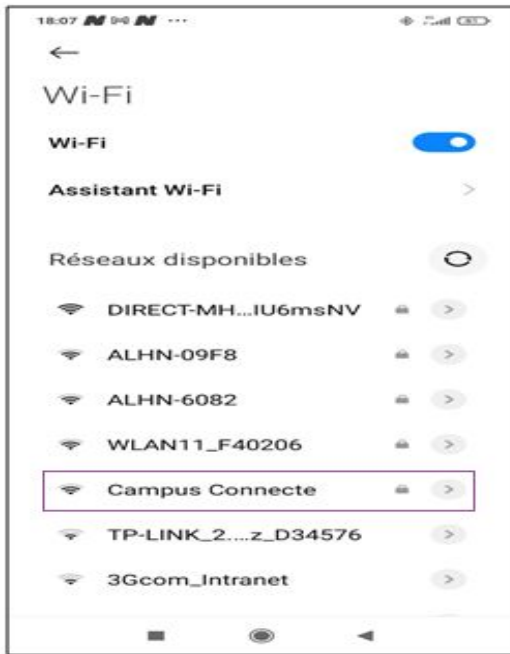 18:07
Wi-Fi
Wi-Fi
Assistant Wi-Fi
Réseaux disponibles
DIRECT-MH...IU6msNV
ALHN-09F8
ALHN-6082
WLAN11_F40206
Campus Connecte
TP-LINK_2....z_D34576
3Gcom_Intranet